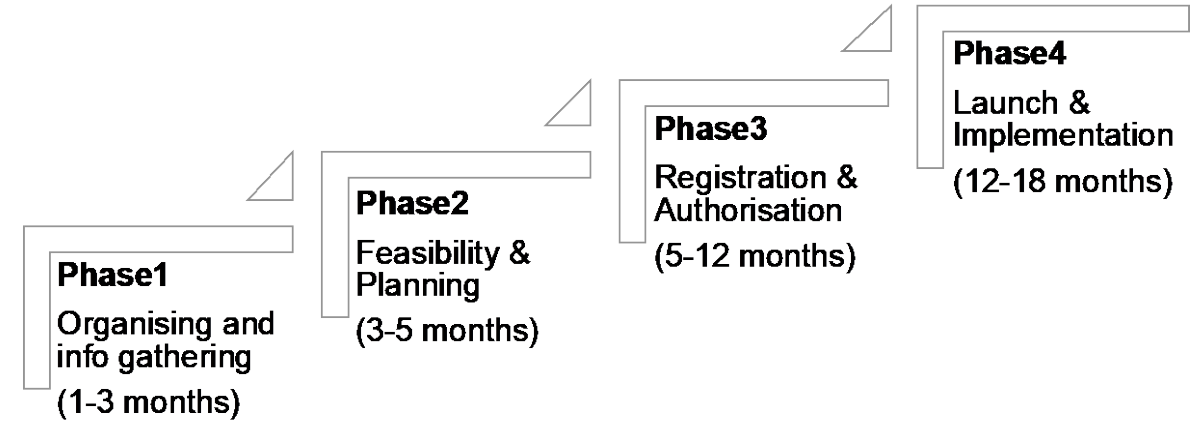 Phase1
Organising and
info gathering
(1-3 months)
Phase2
Feasibility &
Planning
(3-5 months)
Phase3
Registration &
Authorisation
(5-12 months)
Phase4
Launch &
Implementation
(12-18 months)